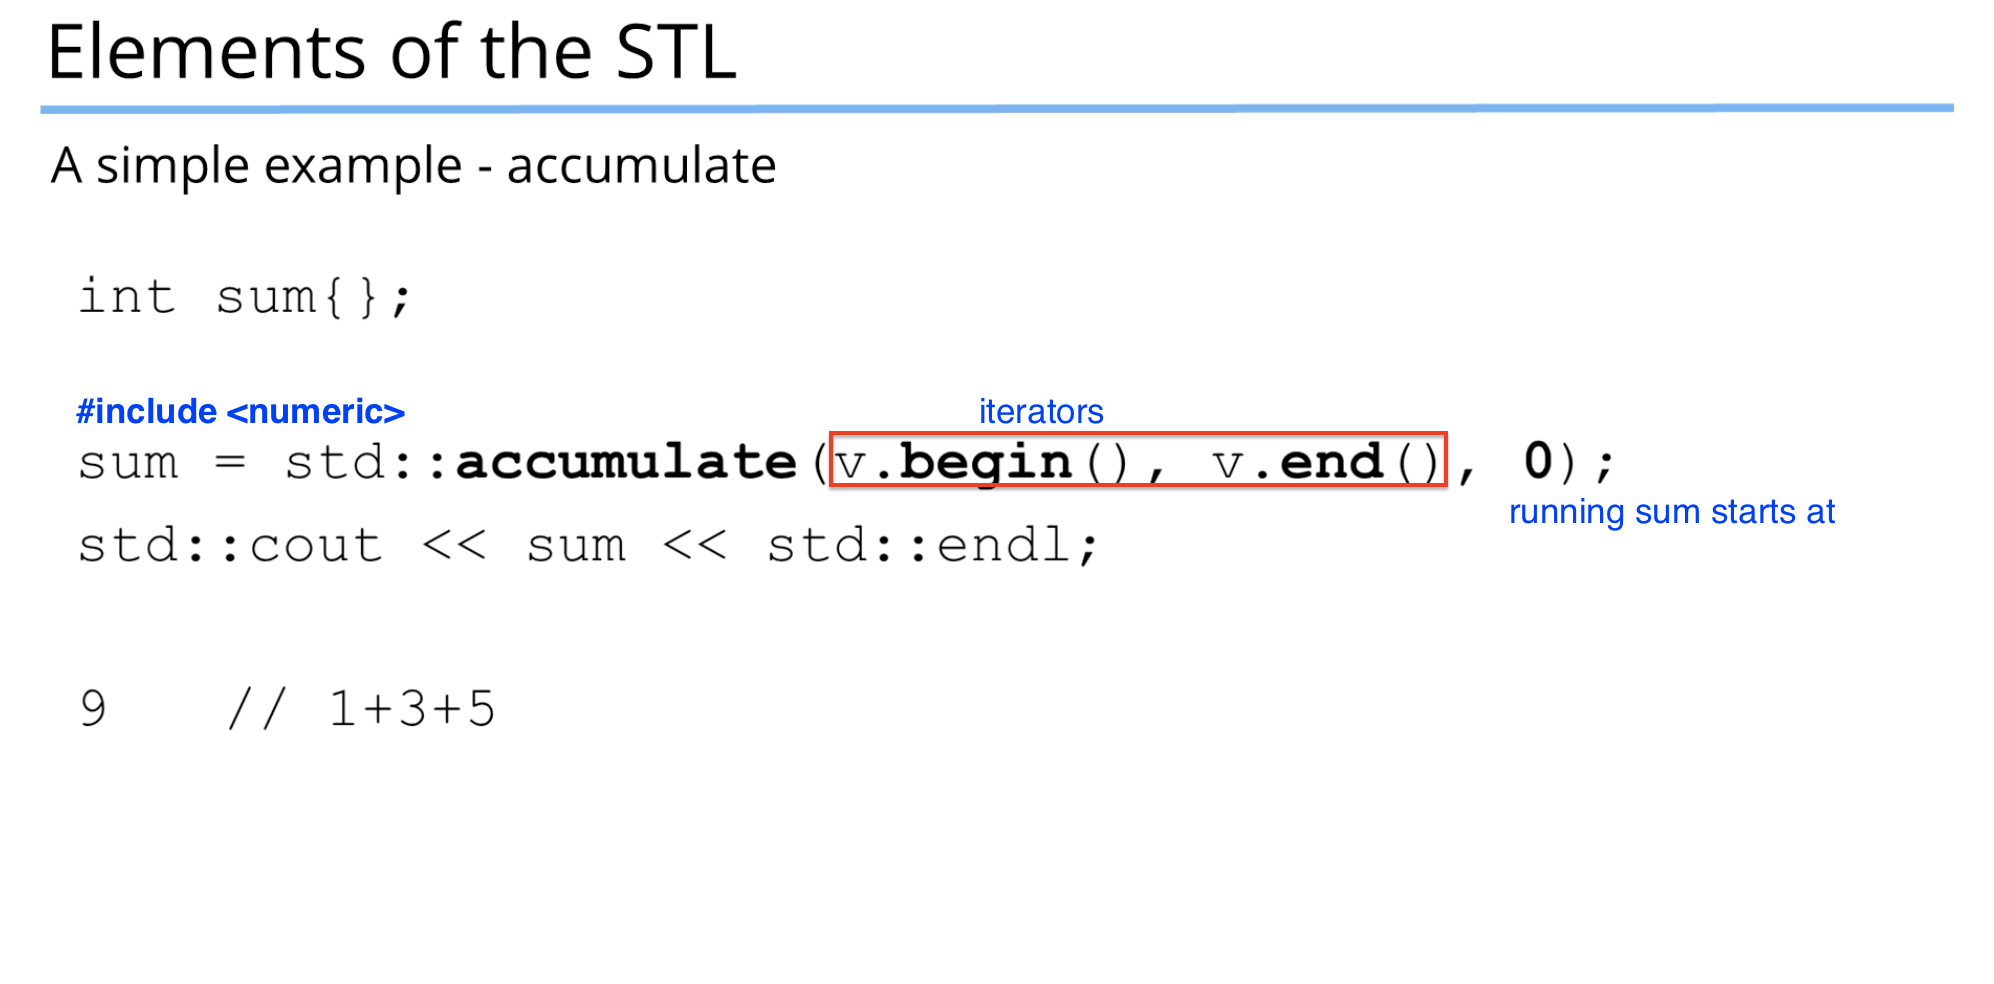 Elements of the STL
A simple example - accumulate
int sum{};
#include <numeric>
iterators
sum = std::accumulate(v.begin(), v.end(), 0);
running sum starts at
std::cout << sum << std::endl;
9 // 1+3+5